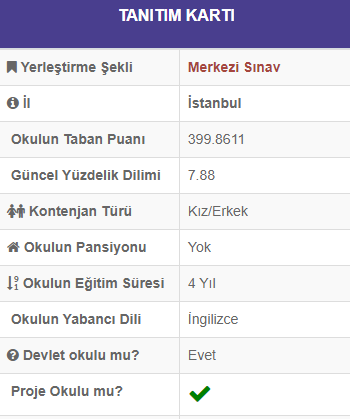 TANITIM KARTI
Yerleştirme Şekli Merkezi Sınav
İl İstanbul
Okulun Taban Puanı 399.8611
Güncel Yüzdelik Dilimi 7.88
Kontenjan Türü Kız/Erkek
Okulun Pansiyonu Yok
Okulun Eğitim Süresi 4 Yıl
Okulun Yabancı Dili İngilizce
Devlet okulu mu? Evet
Proje Okulu mu?